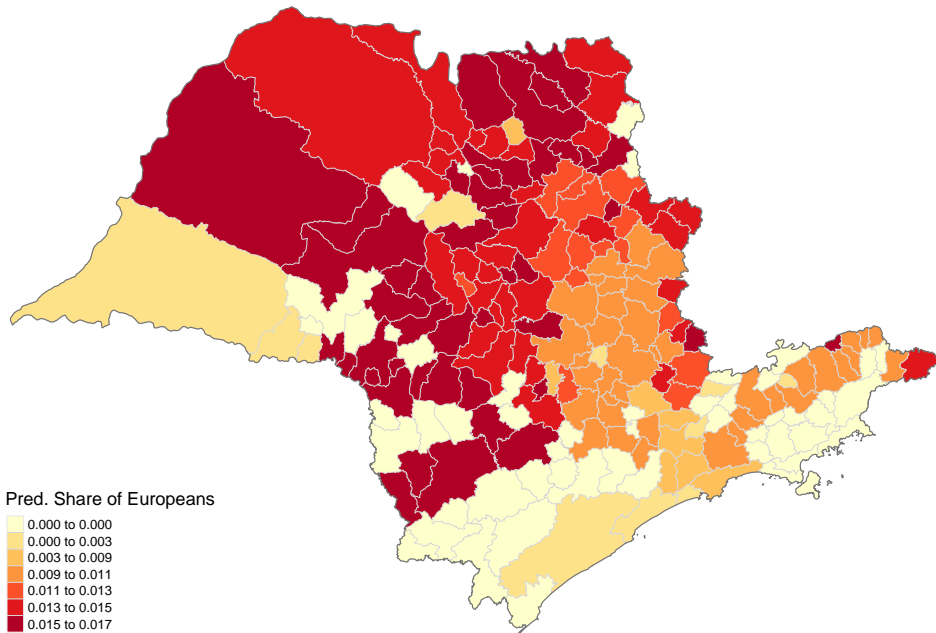 Pred. Share of Europeans
0.000 to 0.000
0.000 to 0.003
0.003 to 0.009
0.009 to 0.011
0.011 to 0.013
0.013 to 0.015
0.015 to 0.017